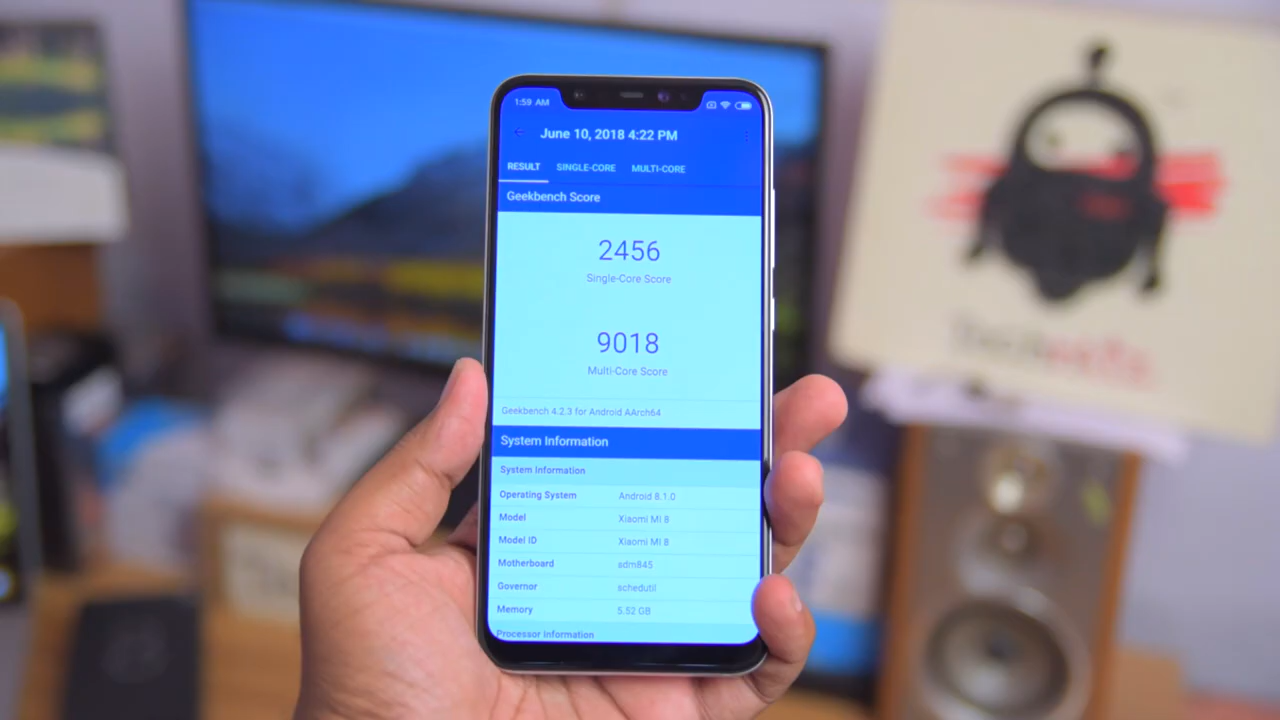 1:59 AM
June 10, 2018 4:22 PM
RESULT SINGLE-CORE MULTI-CORE
Geekbench Score
2456
Single-Core Score
9018
Multi-Core Score
Geekbench 4.2.3 for Android AArch64
System Information
System Information
Operating System Android 8.1.0
Model Xiaomi MI 8
Model ID Xiaomi MI 8
Motherboard sdm845
Governor schedutil
Memory 5.52 GB
Processor Information